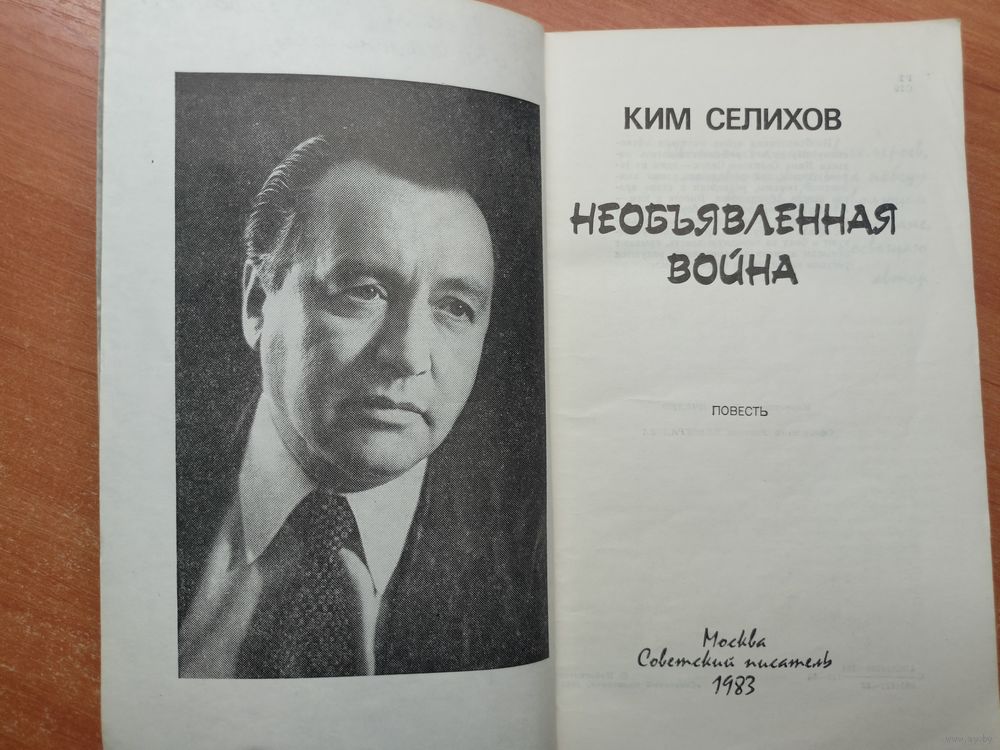 КИМ СЕЛИХОВ
НЕОБЪЯВЛЕННАЯ
ВОЙНА
ПОВЕСТЬ
Москва
Советский писатель
1983